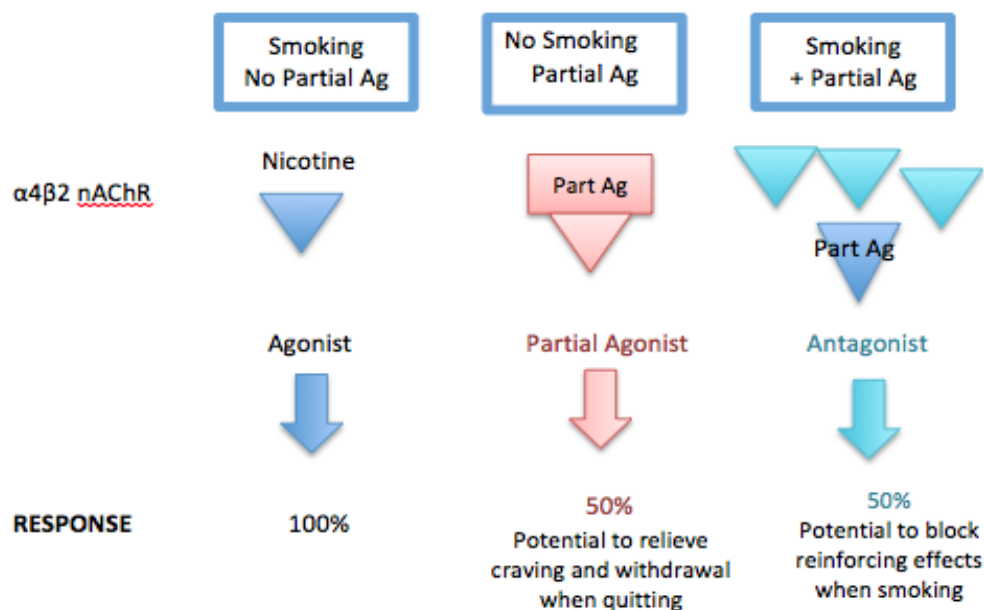 Smoking
No Partial Ag
No Smoking
Partial Ag
Smoking
+ Partial Ag
α4β2 nAChR
Nicotine
Part Ag
Part Ag
Agonist
Partial Agonist
Antagonist
RESPONSE
100%
50%
Potential to relieve
craving and withdrawal
when quitting
50%
Potential to block
reinforcing effects
when smoking